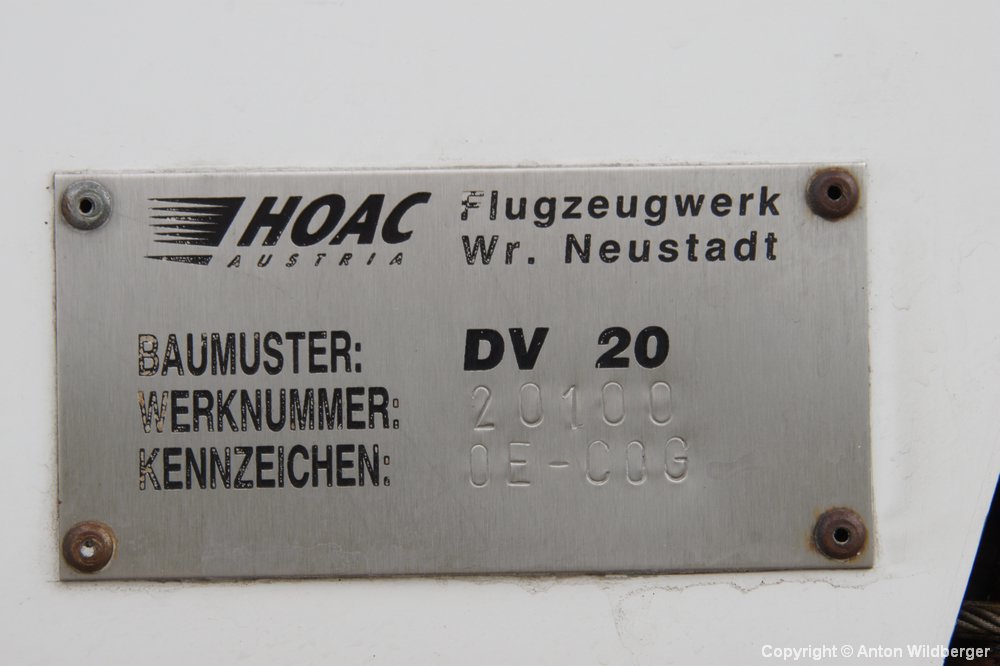 HOAC
AUSTRIA
Flugzeugwerk
Wr. Neustadt
BAUMUSTER: DV 20
WERKNUMMER: 20100
KENNZEICHEN: OE-COG
Copyright © Anton Wildberger